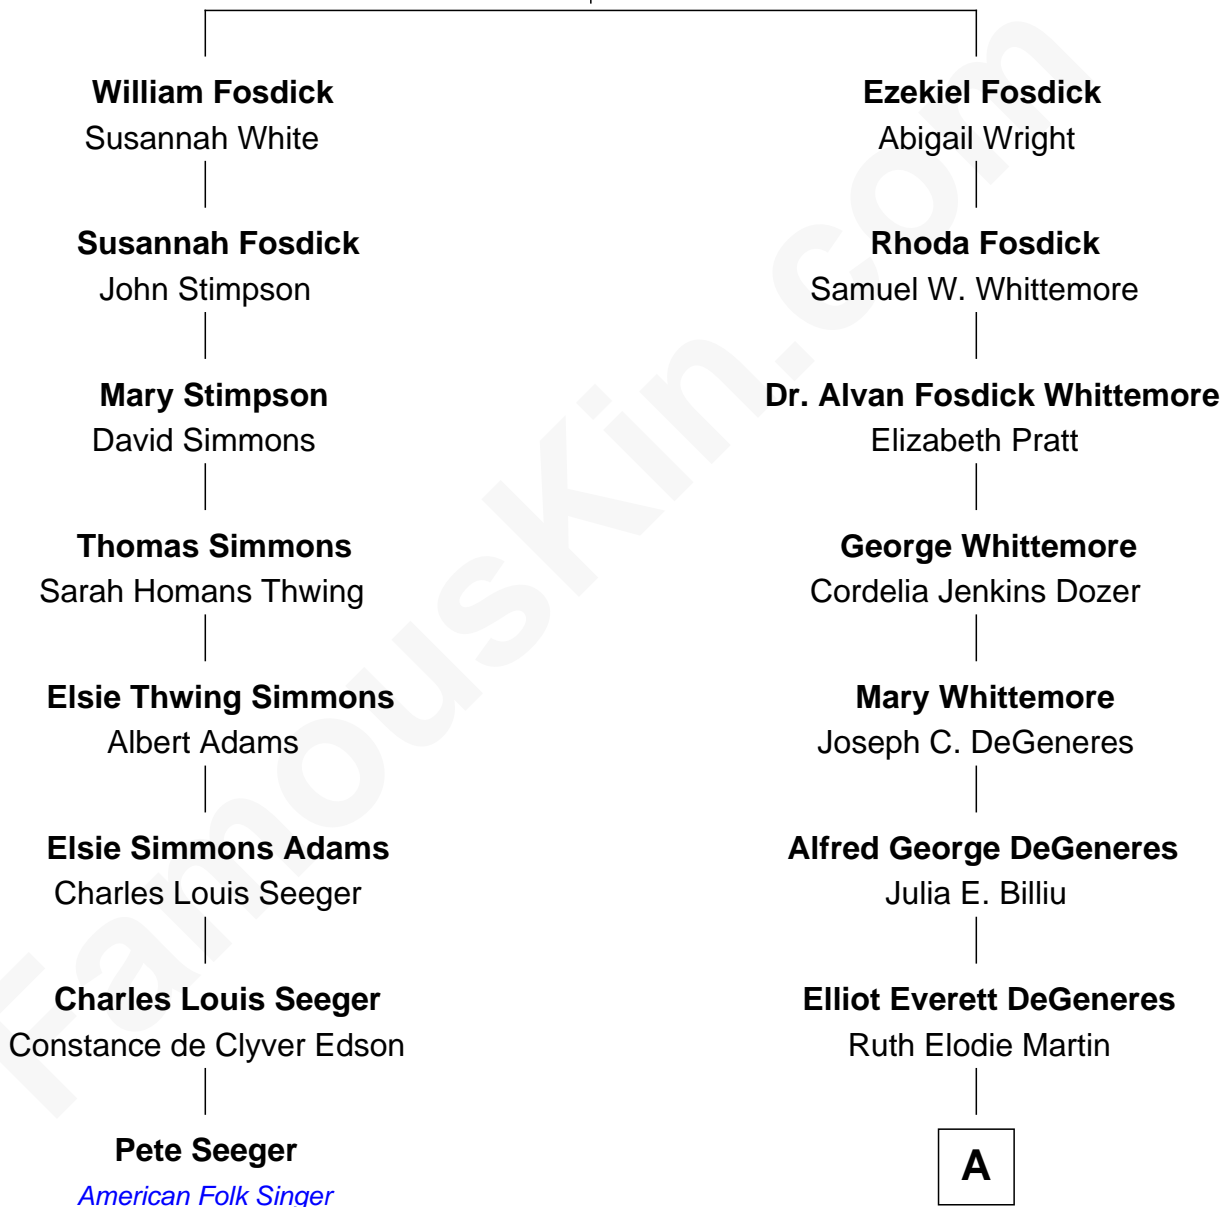 William Fosdick
Susannah White
Susannah Fosdick
John Stimpson
Mary Stimpson
David Simmons
Thomas Simmons
Sarah Homans Thwing
Elsie Thwing Simmons
Albert Adams
Elsie Simmons Adams
Charles Louis Seeger
Charles Louis Seeger
Constance de Clyver Edson
Pete Seeger
American Folk Singer
Ezekiel Fosdick
Abigail Wright
Rhoda Fosdick
Samuel W. Whittemore
Dr. Alvan Fosdick Whittemore
Elizabeth Pratt
George Whittemore
Cordelia Jenkins Dozer
Mary Whittemore
Joseph C. DeGeneres
Alfred George DeGeneres
Julia E. Billiu
Elliot Everett DeGeneres
Ruth Elodie Martin
A
FamousKin.com